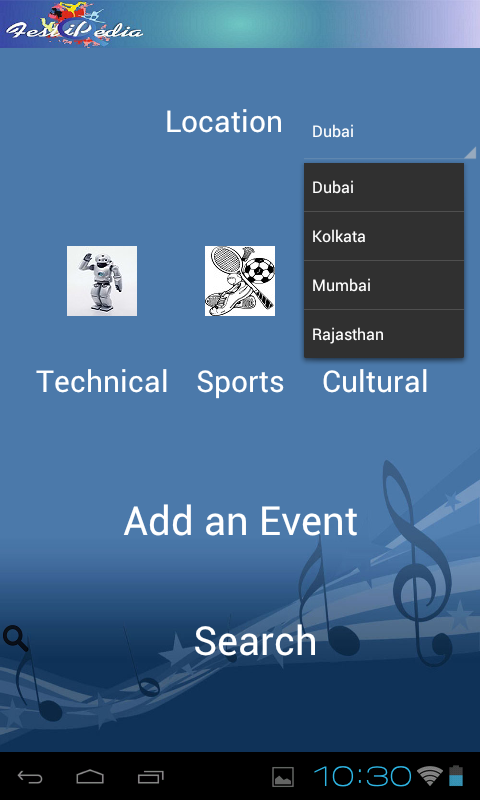 FestiPedia
Location
Dubai
Dubai
Kolkata
Mumbai
Rajasthan
Technical
Sports
Cultural
Add an Event
Search
10:30